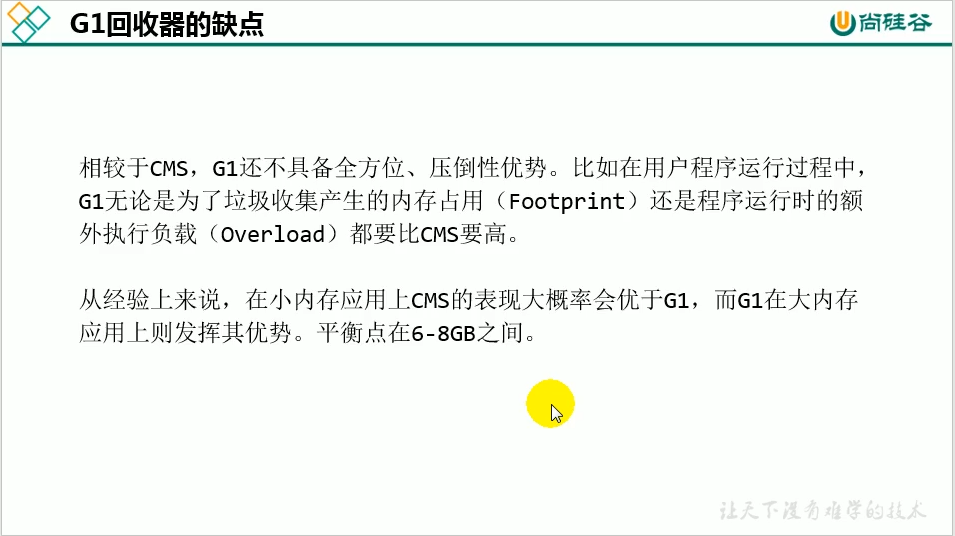 G1回收器的缺点
尚硅谷
相较于CMS，G1还不具备全方位、压倒性优势。比如在用户程序运行过程中，
G1无论是为了垃圾收集产生的内存占用（Footprint）还是程序运行时的额
外执行负载（Overload）都要比CMS要高。
从经验上来说，在小内存应用上CMS的表现大概率会优于G1，而G1在大内存
应用上则发挥其优势。平衡点在6-8GB之间。
让天下没有难学的技术